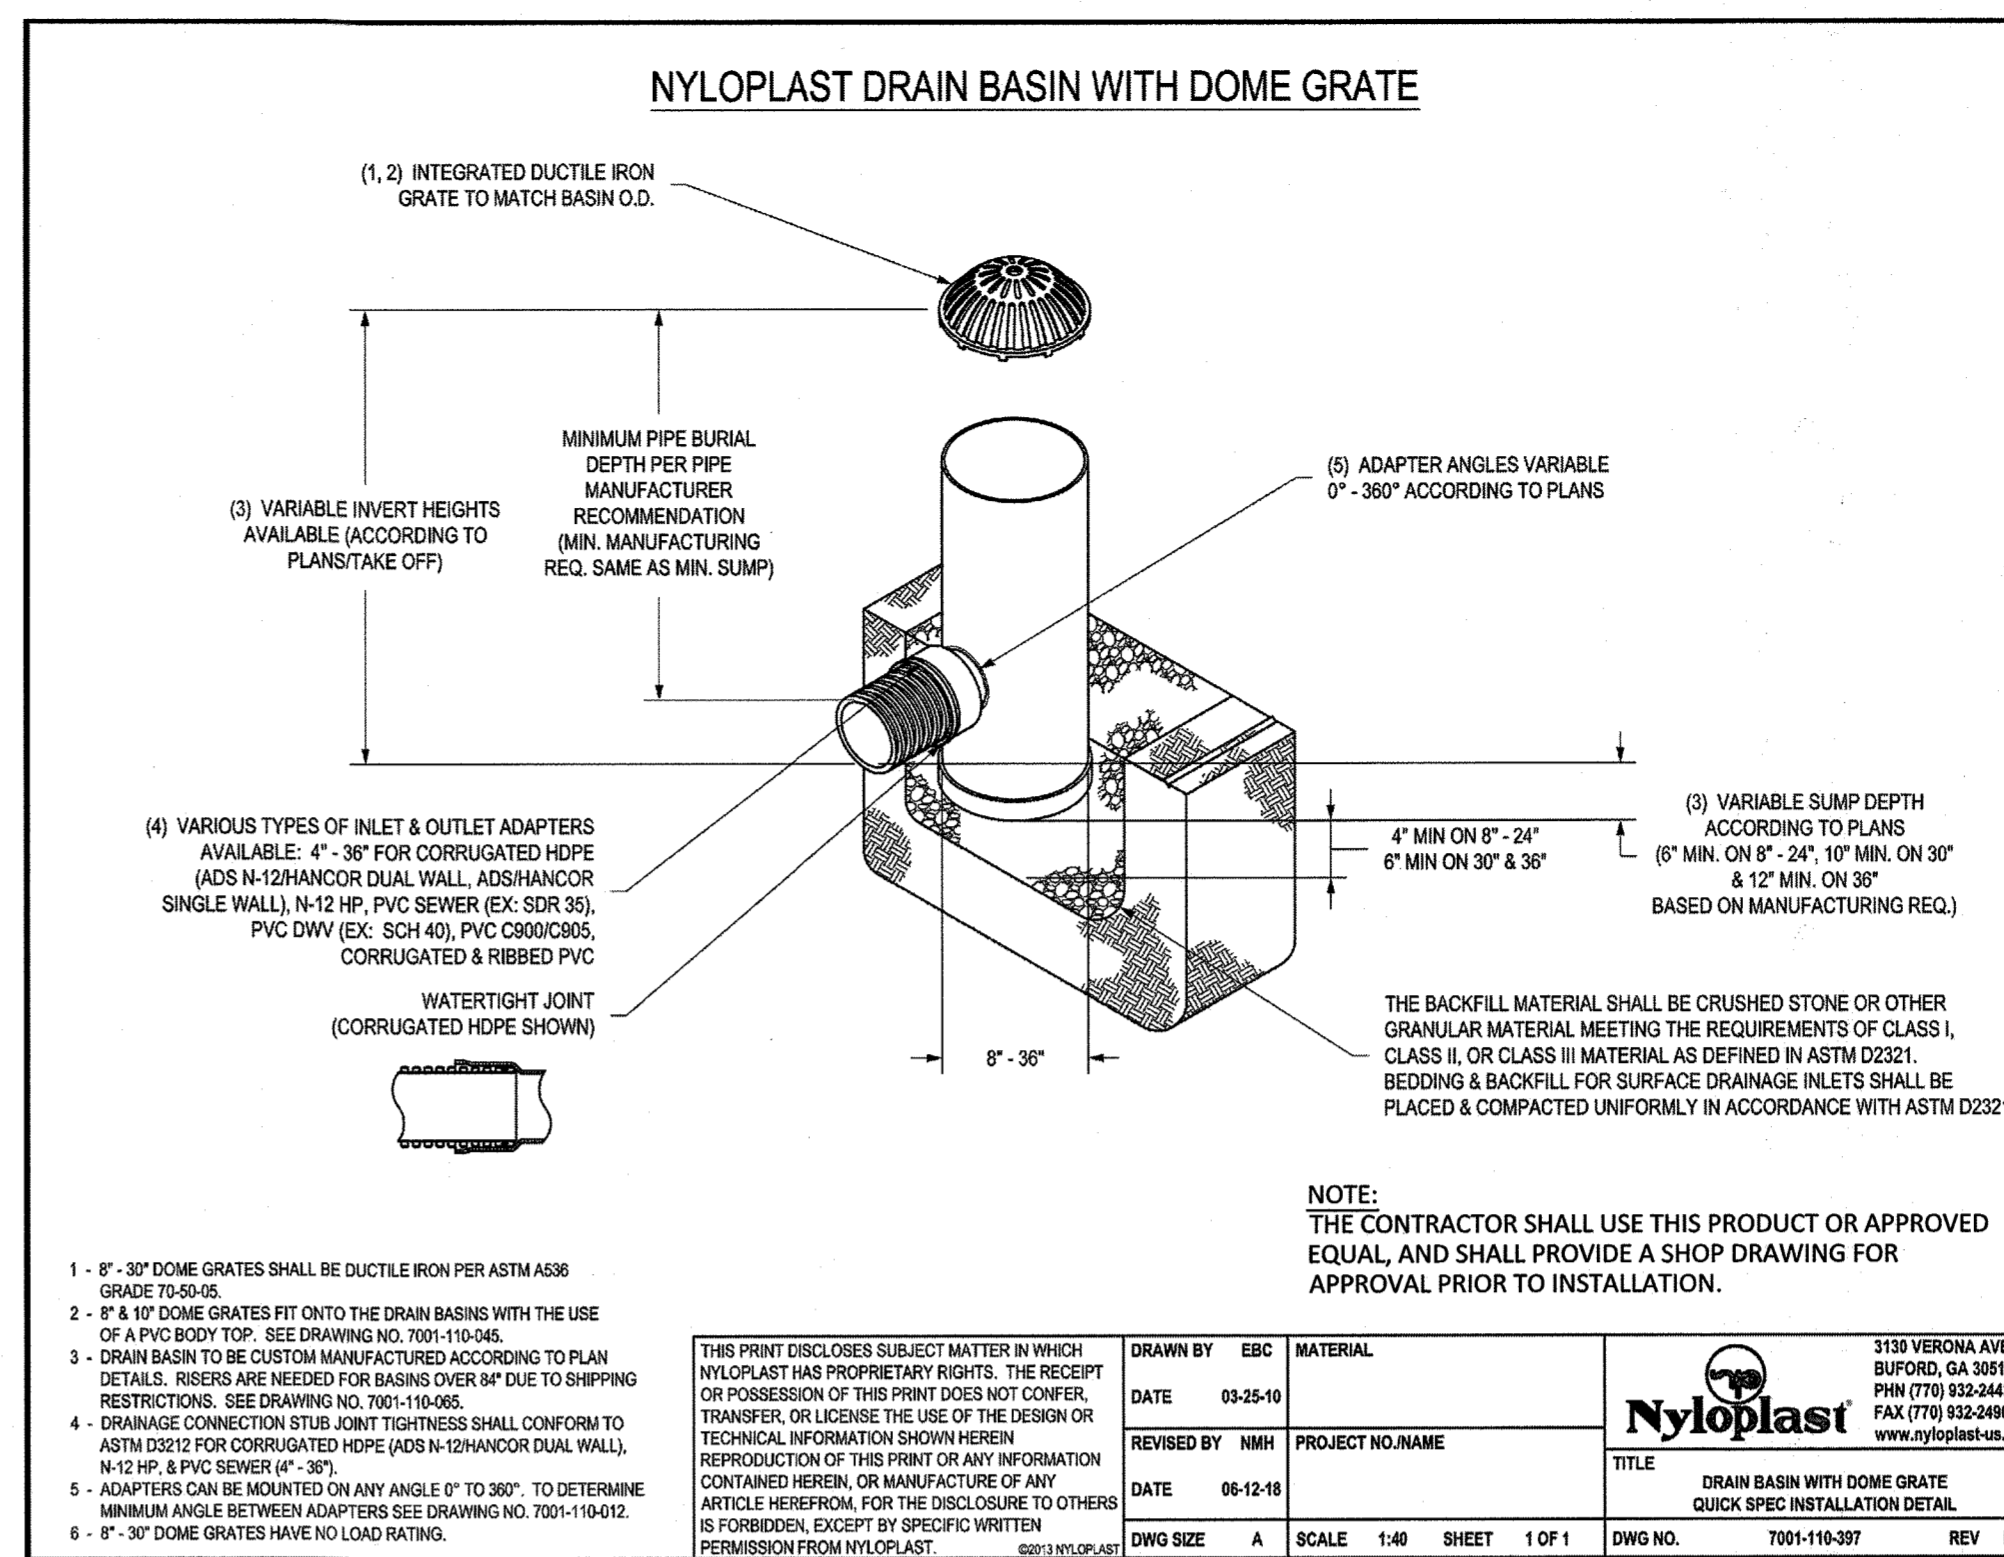 NYLOPLAST DRAIN BASIN WITH DOME GRATE
(1, 2) INTEGRATED DUCTILE IRON
GRATE TO MATCH BASIN O.D.
MINIMUM PIPE BURIAL
DEPTH PER PIPE
MANUFACTURER
RECOMMENDATION
(MIN. MANUFACTURING
REQ. SAME AS MIN. SUMP)
(3) VARIABLE INVERT HEIGHTS
AVAILABLE (ACCORDING TO
PLANS/TAKE OFF)
(5) ADAPTER ANGLES VARIABLE
0° - 360° ACCORDING TO PLANS
(4) VARIOUS TYPES OF INLET & OUTLET ADAPTERS
AVAILABLE: 4" - 36" FOR CORRUGATED HDPE
(ADS N-12/HANCOR DUAL WALL, ADS/HANCOR
SINGLE WALL), N-12 HP, PVC SEWER (EX: SDR 35),
PVC DWV (EX: SCH 40), PVC C900/C905,
CORRUGATED & RIBBED PVC
WATERTIGHT JOINT
(CORRUGATED HDPE SHOWN)
4" MIN ON 8" - 24"
6" MIN ON 30" & 36"
(3) VARIABLE SUMP DEPTH
ACCORDING TO PLANS
(6" MIN. ON 8" - 24", 10" MIN. ON 30"
& 12" MIN. ON 36"
BASED ON MANUFACTURING REQ.)
8" - 36"
THE BACKFILL MATERIAL SHALL BE CRUSHED STONE OR OTHER
GRANULAR MATERIAL MEETING THE REQUIREMENTS OF CLASS I,
CLASS II, OR CLASS III MATERIAL AS DEFINED IN ASTM D2321.
BEDDING & BACKFILL FOR SURFACE DRAINAGE INLETS SHALL BE
PLACED & COMPACTED UNIFORMLY IN ACCORDANCE WITH ASTM
NOTE:
THE CONTRACTOR SHALL USE THIS PRODUCT OR APPROVED
EQUAL, AND SHALL PROVIDE A SHOP DRAWING FOR
APPROVAL PRIOR TO INSTALLATION.
1 - 8" - 30" DOME GRATES SHALL BE DUCTILE IRON PER ASTM A536
GRADE 70-50-05.
2 - 8" & 10" DOME GRATES FIT ONTO THE DRAIN BASINS WITH THE USE
OF A PVC BODY TOP. SEE DRAWING NO. 7001-110-045.
3 - DRAIN BASIN TO BE CUSTOM MANUFACTURED ACCORDING TO PLAN
DETAILS. RISERS ARE NEEDED FOR BASINS OVER 84" DUE TO SHIPPING
RESTRICTIONS. SEE DRAWING NO. 7001-110-065.
4 - DRAINAGE CONNECTION STUB JOINT TIGHTNESS SHALL CONFORM TO
ASTM D3212 FOR CORRUGATED HDPE (ADS N-12/HANCOR DUAL WALL),
N-12 HP, & PVC SEWER (4" - 36").
5 - ADAPTERS CAN BE MOUNTED ON ANY ANGLE 0° TO 360°. TO DETERMINE
MINIMUM ANGLE BETWEEN ADAPTERS SEE DRAWING NO. 7001-110-012.
6 - 8" - 30" DOME GRATES HAVE NO LOAD RATING.
THIS PRINT DISCLOSES SUBJECT MATTER IN WHICH
NYLOPLAST HAS PROPRIETARY RIGHTS. THE RECEIPT
OR POSSESSION OF THIS PRINT DOES NOT CONFER,
TRANSFER, OR LICENSE THE USE OF THE DESIGN OR
TECHNICAL INFORMATION SHOWN HEREIN
REPRODUCTION OF THIS PRINT OR ANY INFORMATION
CONTAINED HEREIN, OR MANUFACTURE OF ANY
ARTICLE HEREFROM, FOR THE DISCLOSURE TO OTHERS
IS FORBIDDEN, EXCEPT BY SPECIFIC WRITTEN
PERMISSION FROM NYLOPLAST. ©2013 NYLOPLAST
DRAWN BY EBC
DATE 03-25-10
REVISED BY NMH
DATE 06-12-18
DWG SIZE A
MATERIAL
PROJECT NO./NAME
SCALE 1:40 SHEET 1 OF 1
Nyloplast®
3130 VERONA AVE
BUFORD, GA
PHN (770)
FAX (770)
www.nyloplast-us.
TITLE
DRAIN BASIN WITH DOME GRATE
QUICK SPEC INSTALLATION DETAIL
DWG NO. 7001-110-397 REV